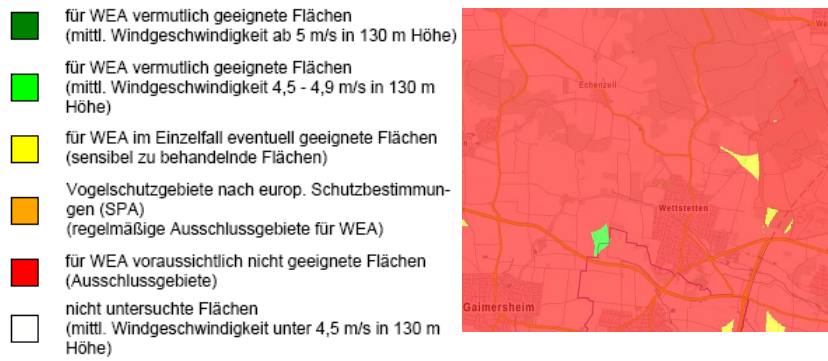 für WEA vermutlich geeignete Flächen
(mittl. Windgeschwindigkeit ab 5 m/s in 130 m Höhe)
für WEA vermutlich geeignete Flächen
(mittl. Windgeschwindigkeit 4,5 - 4,9 m/s in 130 m
Höhe)
für WEA im Einzelfall eventuell geeignete Flächen
(sensibel zu behandelnde Flächen)
Vogelschutzgebiete nach europ. Schutzbestimmun-
gen (SPA)
(regelmäßige Ausschlussgebiete für WEA)
für WEA voraussichtlich nicht geeignete Flächen
(Ausschlussgebiete)
nicht untersuchte Flächen
(mittl. Windgeschwindigkeit unter 4,5 m/s in 130 m
Höhe)
Echenzell
Wettstetten
Gaimersheim